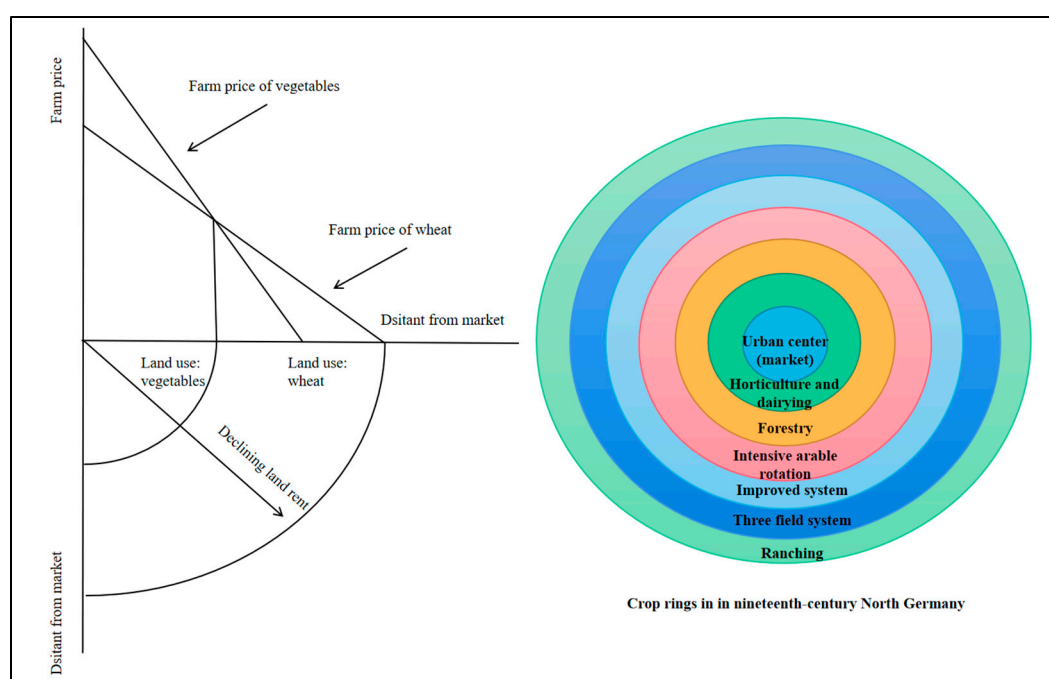 Farm price
Farm price of vegetables
Farm price of wheat
Dsitant from market
Land use:
vegetables
Land use:
wheat
Declining land rent
Dsitant from market
Urban center
(market)
Horticulture and
dairying
Forestry
Intensive arable
rotation
Improved system
Three field system
Ranching
Crop rings in in nineteenth-century North Germany